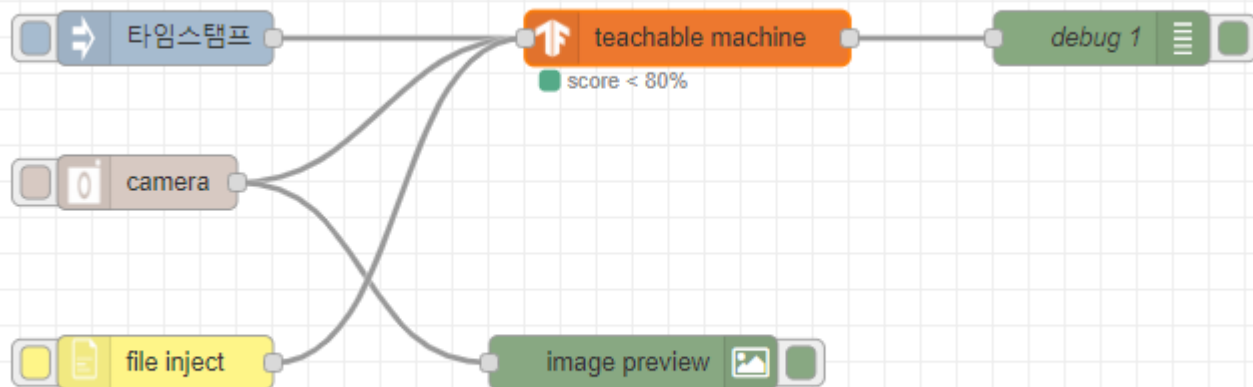 타임스탬프
teachable machine
debug 1
score < 80%
camera
file inject
image preview